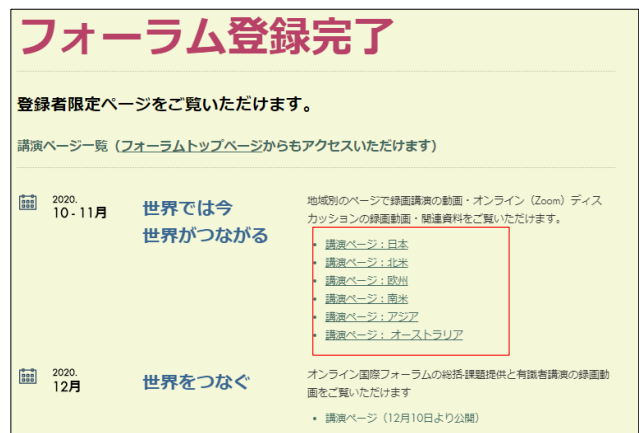 フォーラム登録完了
登録者限定ページをご覧いただけます。
講演ページ一覧（フォーラムトップページからもアクセスいただけます）
2020.
10 - 11月
世界では今
世界がつながる
地域別のページで録画講演の動画・オンライン（Zoom）ディス
カッションの録画動画・関連資料をご覧いただけます。
• 講演ページ：日本
• 講演ページ：北米
• 講演ページ：欧州
• 講演ページ：南米
• 講演ページ：アジア
• 講演ページ： オーストラリア
2020.
12月
世界をつなぐ
オンライン国際フォーラムの総括・課題提供と有識者講演の録画動
画をご覧いただけます
• 講演ページ（12月10日より公開）